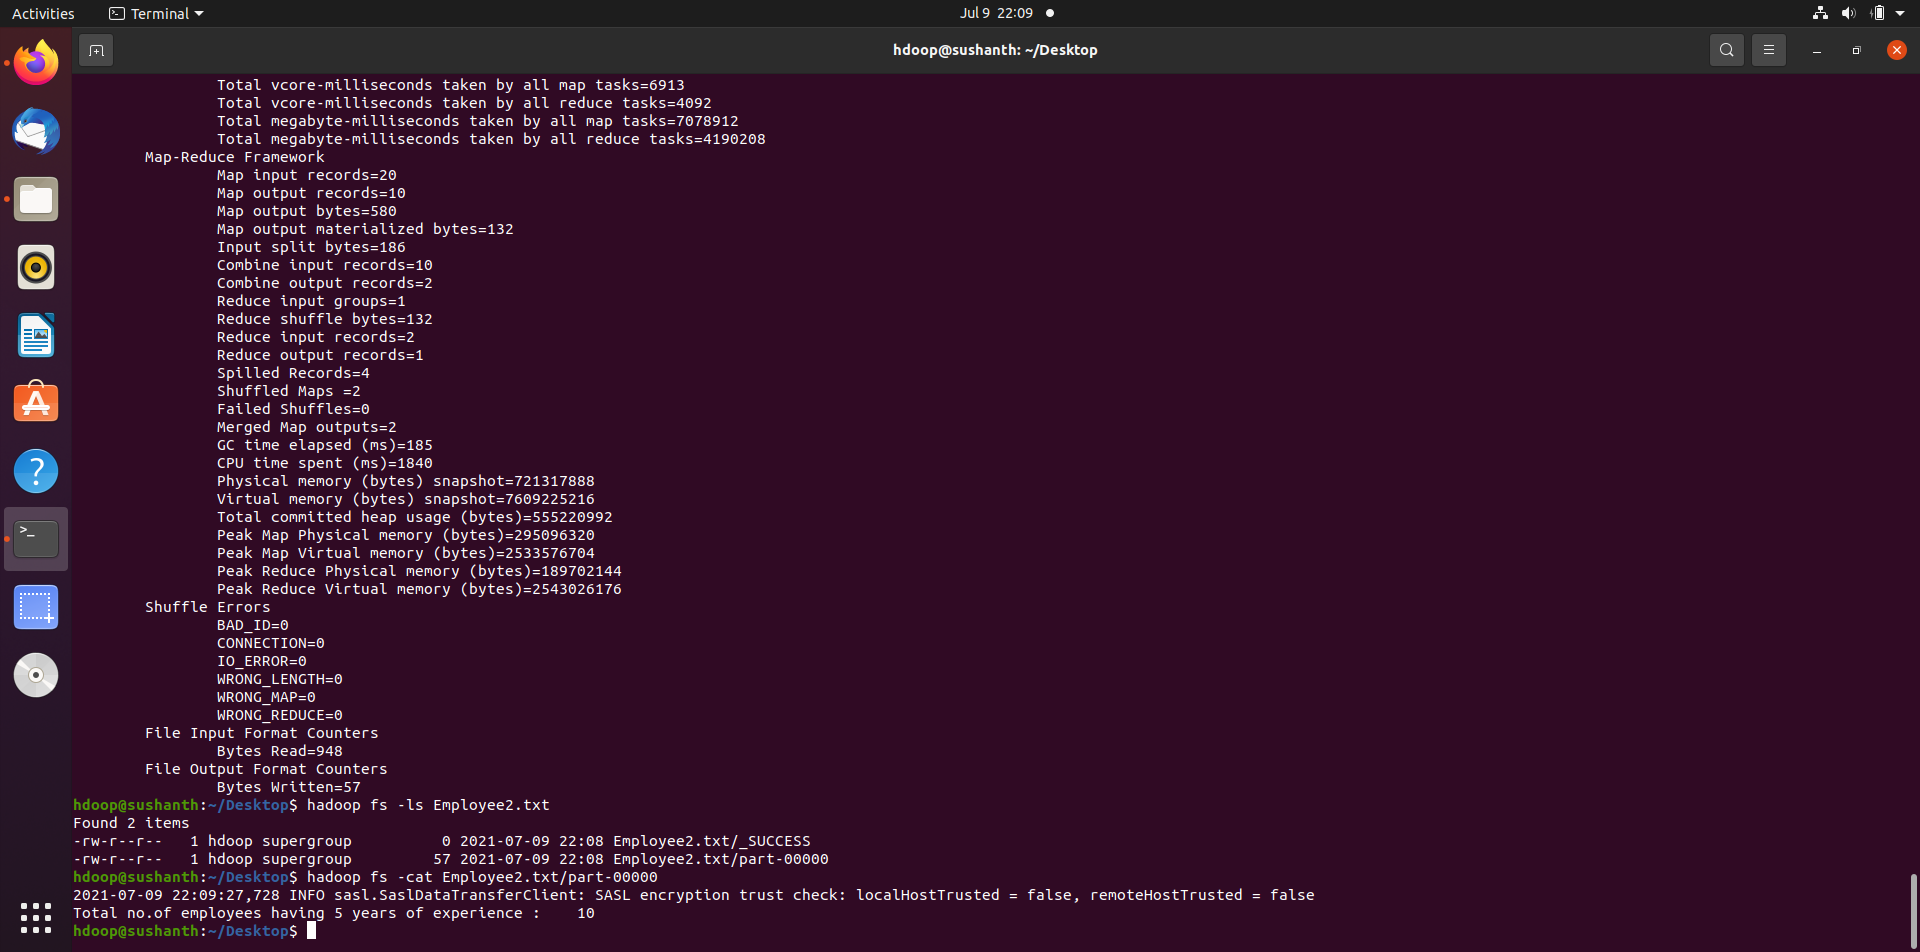 Activities Terminal Jul 9 22:09
hdoop@sushanth: ~/Desktop
Total vcore-milliseconds taken by all map tasks=6913
Total vcore-milliseconds taken by all reduce tasks=4092
Total megabyte-milliseconds taken by all map tasks=7078912
Total megabyte-milliseconds taken by all reduce tasks=4190208
Map-Reduce Framework
Map input records=20
Map output records=10
Map output bytes=580
Map output materialized bytes=132
Input split bytes=186
Combine input records=10
Combine output records=2
Reduce input groups=1
Reduce shuffle bytes=132
Reduce input records=2
Reduce output records=1
Spilled Records=4
Shuffled Maps =2
Failed Shuffles=0
Merged Map outputs=2
GC time elapsed (ms)=185
CPU time spent (ms)=1840
Physical memory (bytes) snapshot=721317888
Virtual memory (bytes) snapshot=7609225216
Total committed heap usage (bytes)=555220992
Peak Map Physical memory (bytes)=295096320
Peak Map Virtual memory (bytes)=2533576704
Peak Reduce Physical memory (bytes)=189702144
Peak Reduce Virtual memory (bytes)=2543026176
Shuffle Errors
BAD_ID=0
CONNECTION=0
IO_ERROR=0
WRONG_LENGTH=0
WRONG_MAP=0
WRONG_REDUCE=0
File Input Format Counters
Bytes Read=948
File Output Format Counters
Bytes Written=57
hdoop@sushanth:~/Desktop$ hadoop fs -ls Employee2.txt
Found 2 items
-rw-r--r--   1 hdoop supergroup          0 2021-07-09 22:08 Employee2.txt/_SUCCESS
-rw-r--r--   1 hdoop supergroup         57 2021-07-09 22:08 Employee2.txt/part-00000
hdoop@sushanth:~/Desktop$ hadoop fs -cat Employee2.txt/part-00000
2021-07-09 22:09:27,728 INFO sasl.SaslDataTransferClient: SASL encryption trust check: localHostTrusted = false, remoteHostTrusted = false
Total no.of employees having 5 years of experience :    10
hdoop@sushanth:~/Desktop$